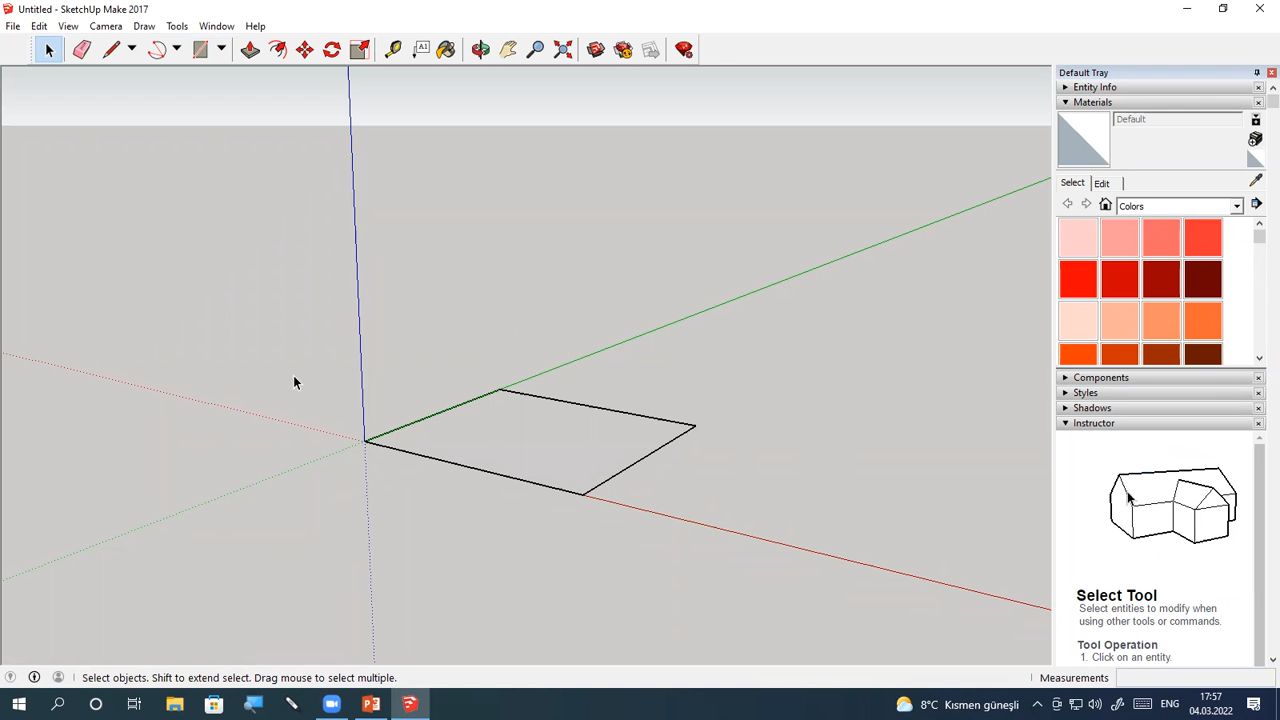 Untitled - SketchUp Make 2017
File Edit View Camera Draw Tools Window Help
A1
Default Tray
Entity Info
Materials
Default
Select Edit
Colors
Components
Styles
Shadows
Instructor
Select Tool
Select entities to modify when
using other tools or commands.
Tool Operation
1. Click on an entity.
Select objects. Shift to extend select. Drag mouse to select multiple.
Measurements
8°C Kısmen güneşli
ENG
17:57
04.03.2022